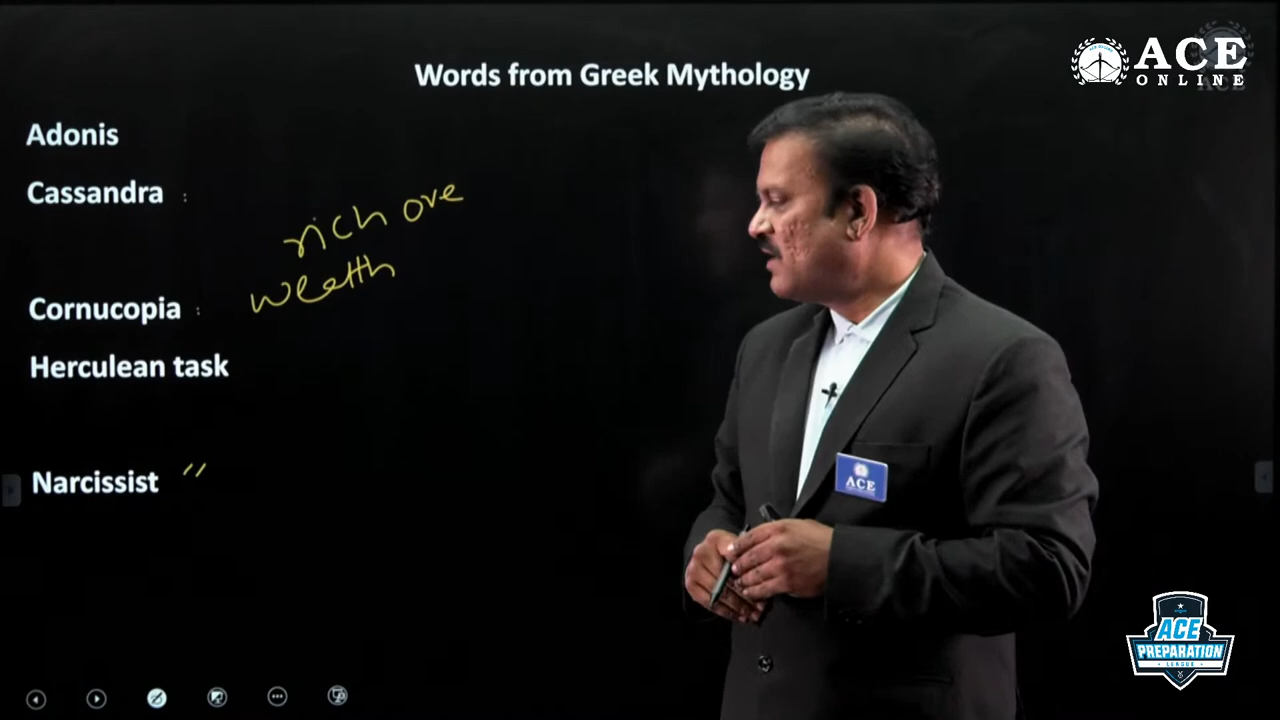 ACE
ONLINE
Words from Greek Mythology
Adonis
Cassandra :
rich ore
wealth
Cornucopia :
Herculean task
Narcissist "
ACE
ACE
PREPARATION
LEAGUE